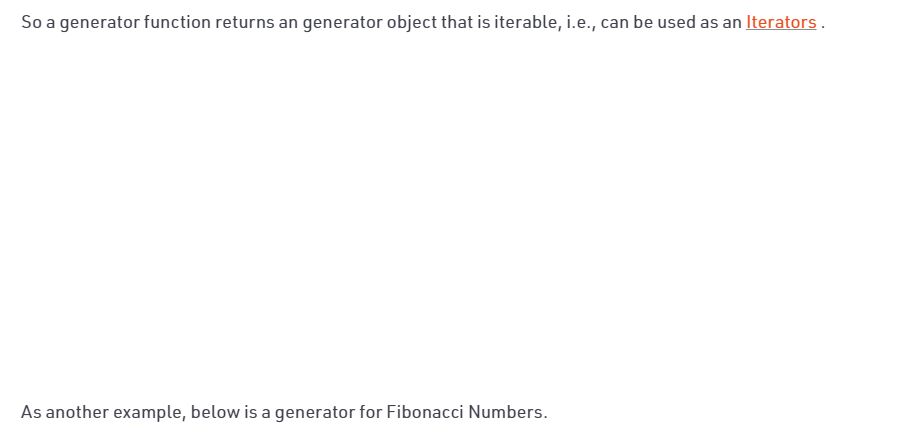 So a generator function returns an generator object that is iterable, i.e., can be used as an Iterators .
As another example, below is a generator for Fibonacci Numbers.